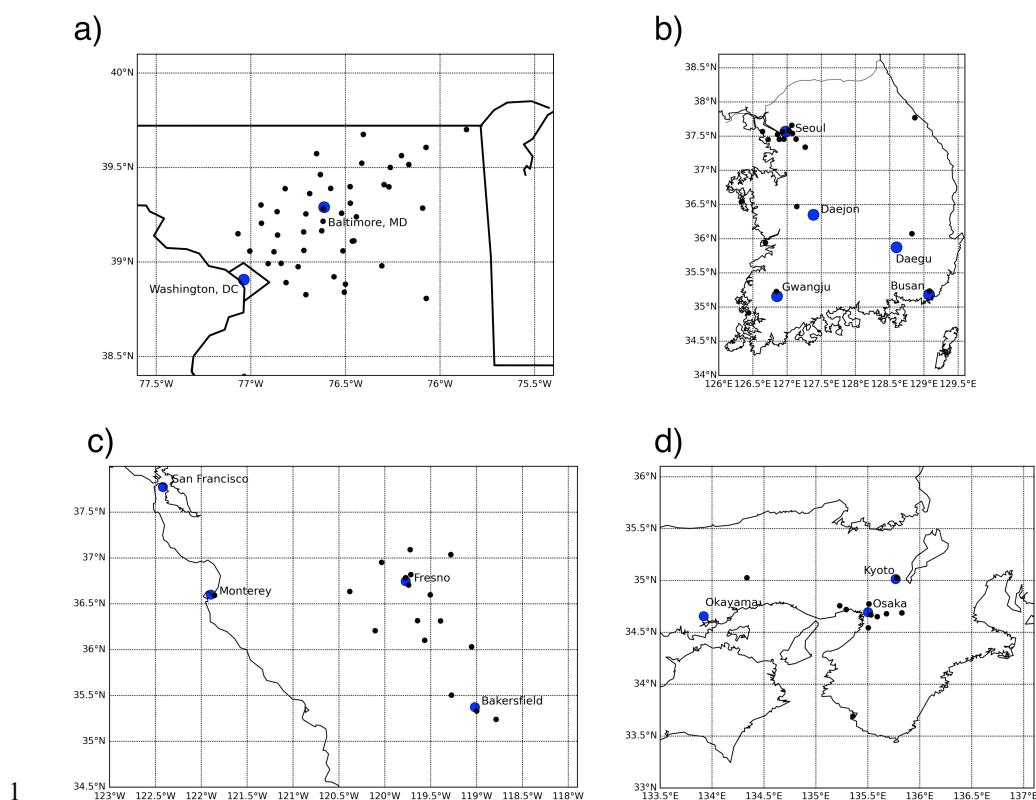 a)
40°N
39.5°N
39°N
38.5°N
77.5°W 77°W 76.5°W 76°W 75.5°W
Baltimore, MD
Washington, DC
b)
38.5°N
38°N
37.5°N
37°N
36.5°N
36°N
35.5°N
35°N
34.5°N
34°N
126°E 126.5°E 127°E 127.5°E 128°E 128.5°E 129°E 129.5°E
Seoul
Daejon
Daegu
Gwangju
Busan
c)
37.5°N
37°N
36.5°N
36°N
35.5°N
35°N
34.5°N
123°W 122.5°W 122°W 121.5°W 121°W 120.5°W 120°W 119.5°W 119°W 118.5°W 118°W
San Francisco
Monterey
Fresno
Bakersfield
d)
36°N
35.5°N
35°N
34.5°N
34°N
33.5°N
33°N
133.5°E 134°E 134.5°E 135°E 135.5°E 136°E 136.5°E 137°E
Kyoto
Okayama
Osaka
1